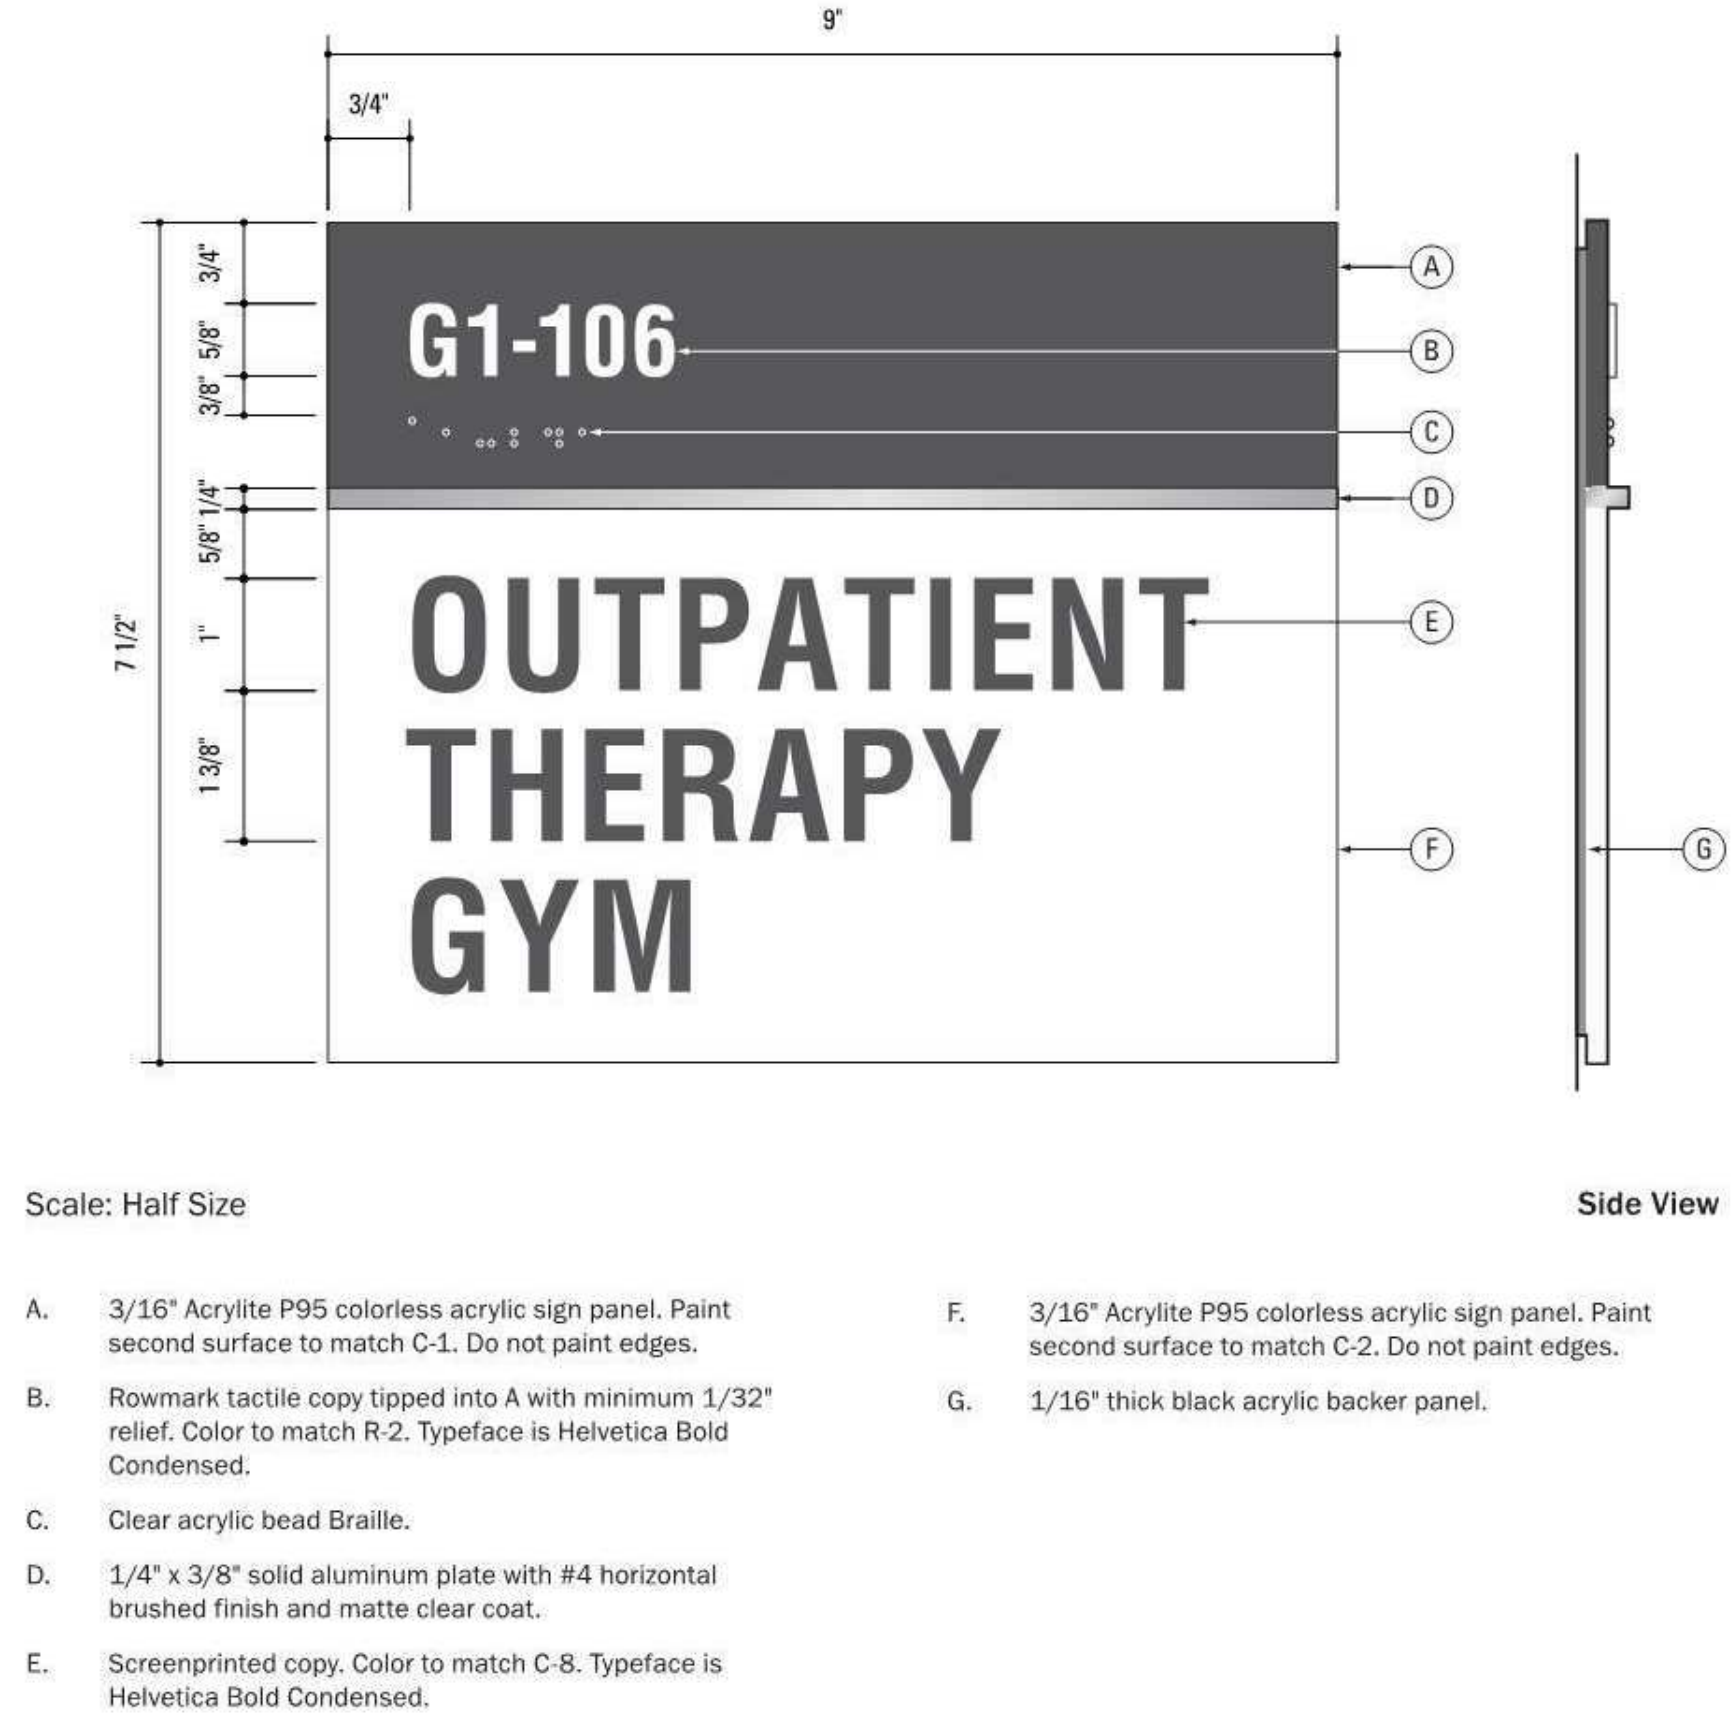 9"
3/4"
3/4"
5/8"
3/8"
1/4"
5/8"
1"
1 3/8"
7 1/2"
G1-106
OUTPATIENT
THERAPY
GYM
A
B
C
D
E
F
G
Scale: Half Size
Side View
A. 3/16" Acrylite P95 colorless acrylic sign panel. Paint
second surface to match C-1. Do not paint edges.
B. Rowmark tactile copy tipped into A with minimum 1/32"
relief. Color to match R-2. Typeface is Helvetica Bold
Condensed.
C. Clear acrylic bead Braille.
D. 1/4" x 3/8" solid aluminum plate with #4 horizontal
brushed finish and matte clear coat.
E. Screenprinted copy. Color to match C-8. Typeface is
Helvetica Bold Condensed.
F. 3/16" Acrylite P95 colorless acrylic sign panel. Paint
second surface to match C-2. Do not paint edges.
G. 1/16" thick black acrylic backer panel.